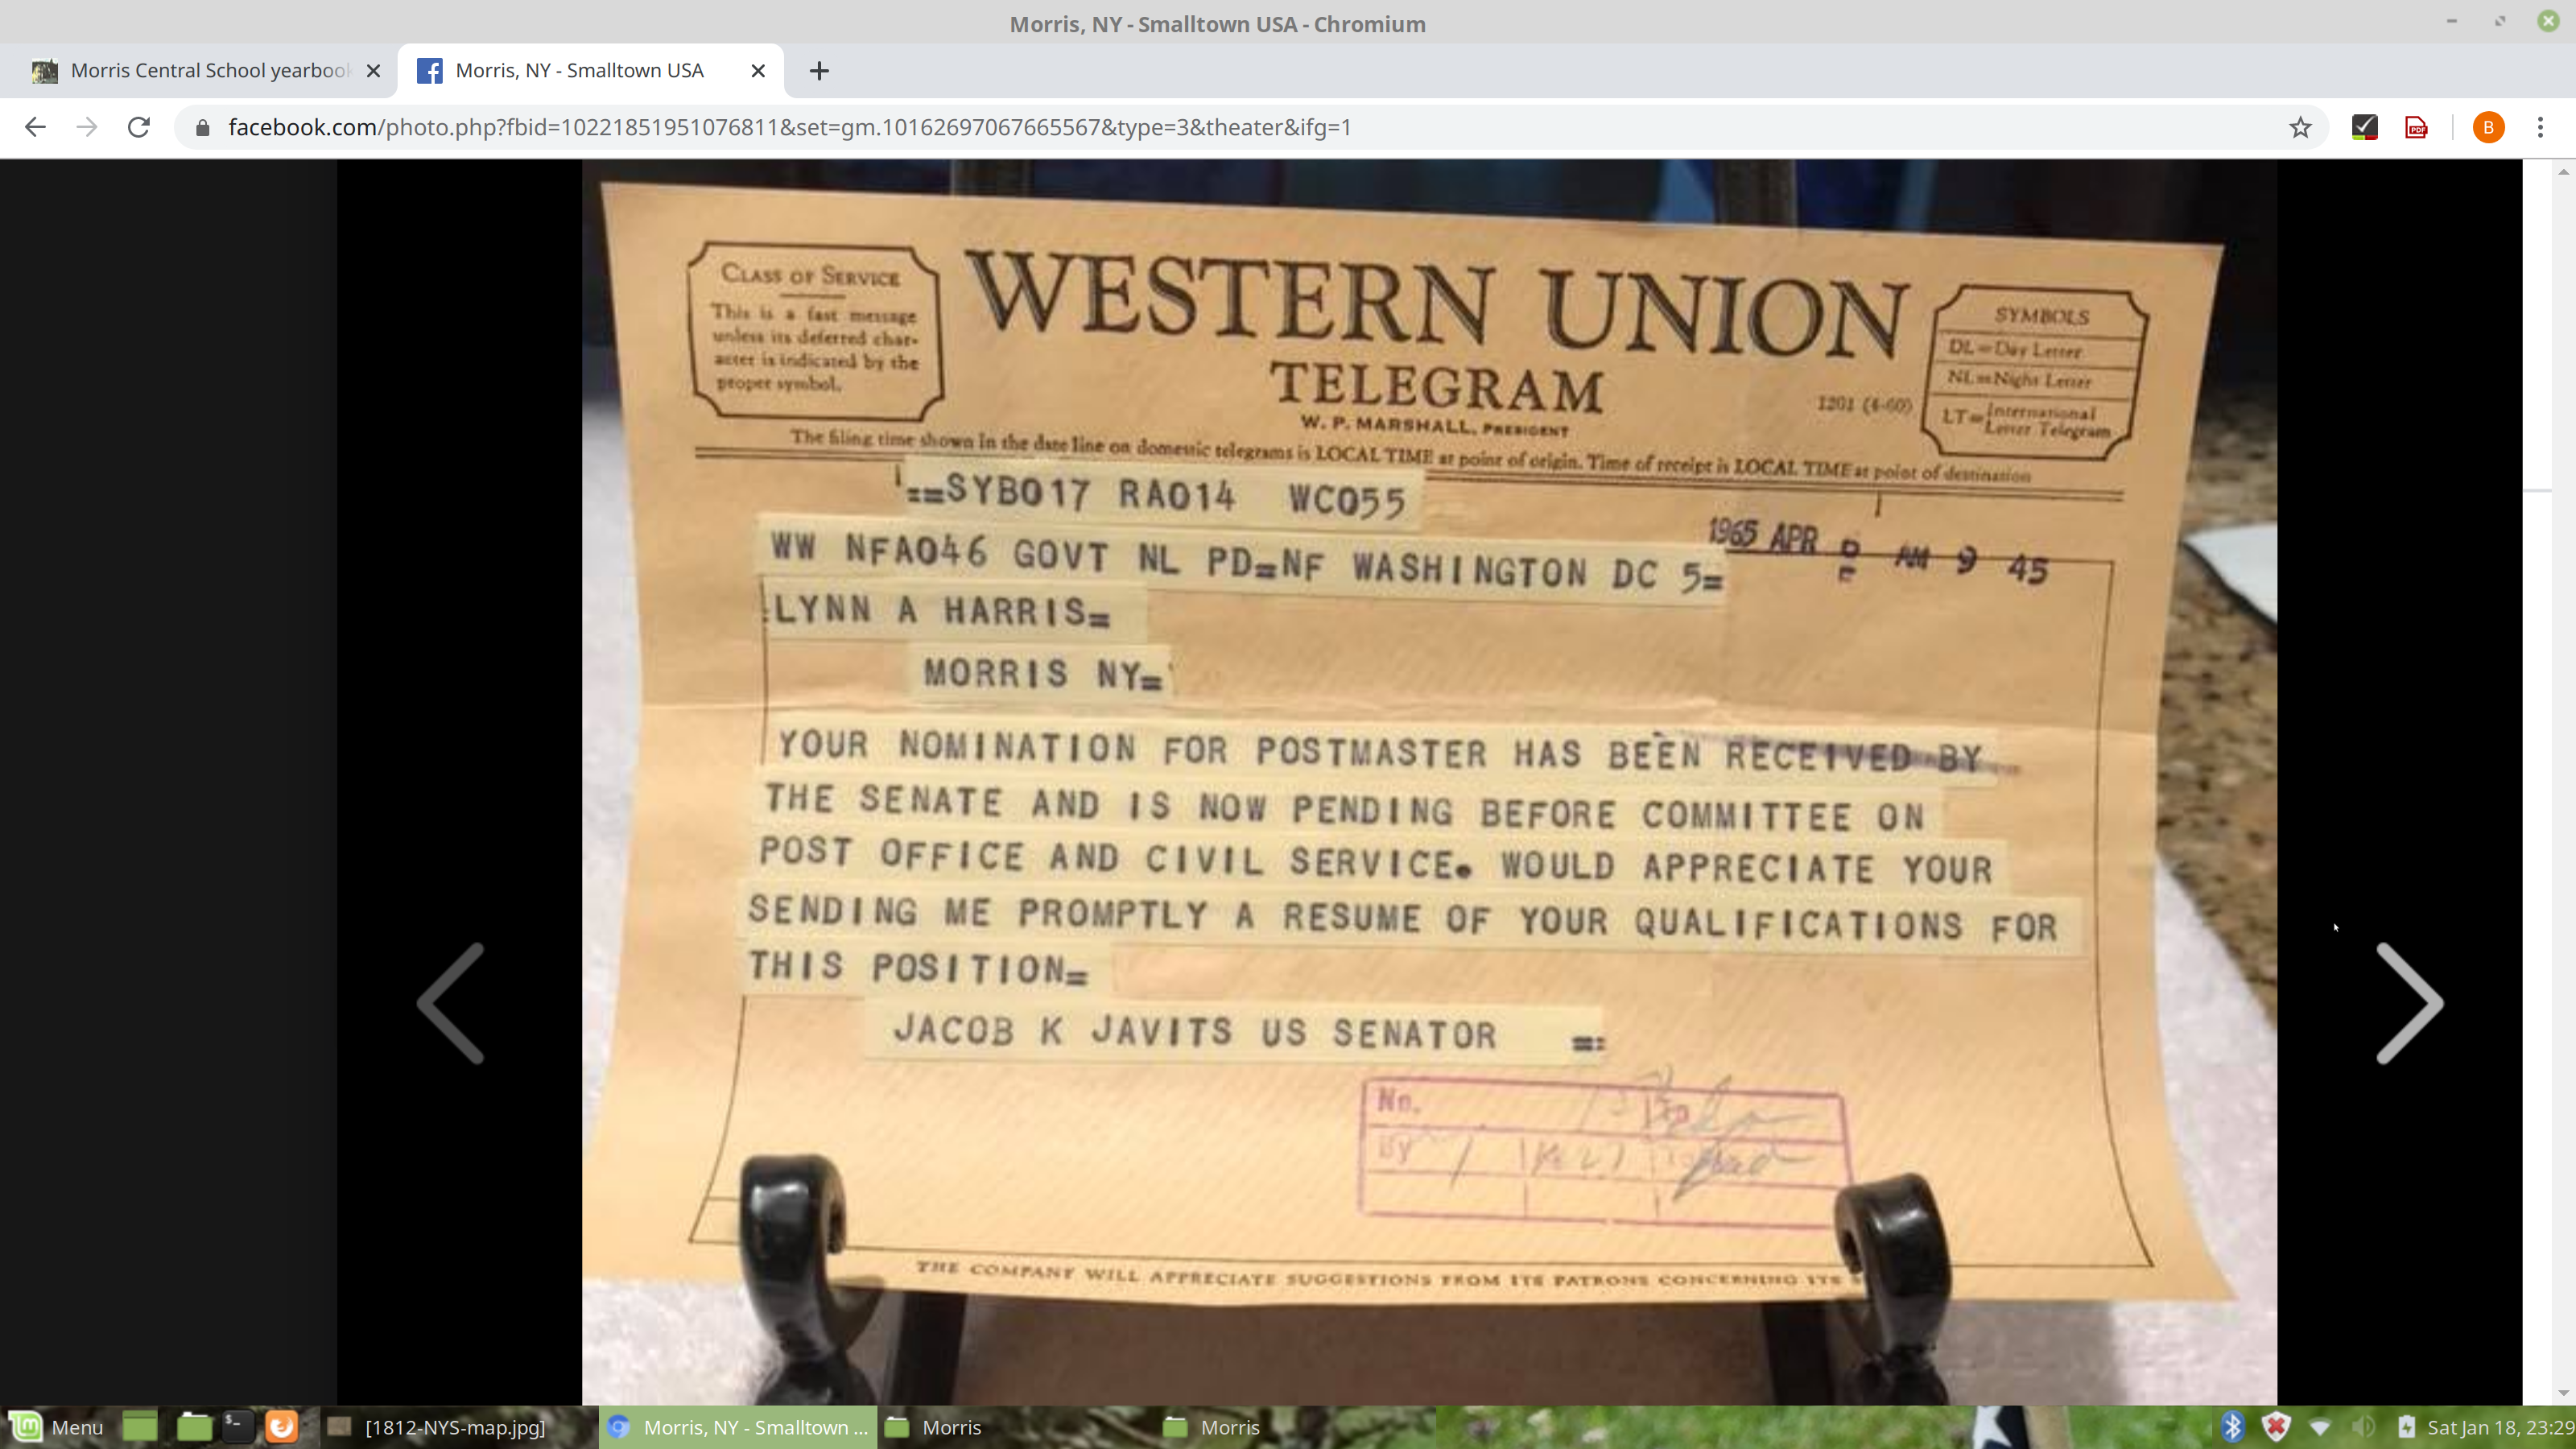 Morris, NY - Smalltown USA - Chromium
Morris Central School yearbook
Morris, NY - Smalltown USA
facebook.com/photo.php?fbid=10221851951076811&set=gm.10162697067665567&type=3&theater&ifg=1
B
CLASS OF SERVICE
This is a fast message
unless its deferred char-
acter is indicated by the
proper symbol.
WESTERN UNION
TELEGRAM
W. P. MARSHALL, PRESIDENT
1201 (4-60)
SYMBOLS
DL=Day Letter
NL=Night Letter
LT=International Letter Telegram
The filing time shown in the date line on domestic telegrams is LOCAL TIME at point of origin. Time of receipt is LOCAL TIME at point of destination
==SYB017 RA014 WC055
1965 APR AM 9 45
WW NFA046 GOVT NL PD=NF WASHINGTON DC 5=
LYNN A HARRIS=
MORRIS NY=
YOUR NOMINATION FOR POSTMASTER HAS BEEN RECEIVED BY
THE SENATE AND IS NOW PENDING BEFORE COMMITTEE ON
POST OFFICE AND CIVIL SERVICE. WOULD APPRECIATE YOUR
SENDING ME PROMPTLY A RESUME OF YOUR QUALIFICATIONS FOR
THIS POSITION=
JACOB K JAVITS US SENATOR =:
No. To
By
THE COMPANY WILL APPRECIATE SUGGESTIONS FROM ITS PATRONS CONCERNING ITS
Menu
[1812-NYS-map.jpg]
Morris, NY - Smalltown ...
Morris
Morris
Sat Jan 18, 23:29